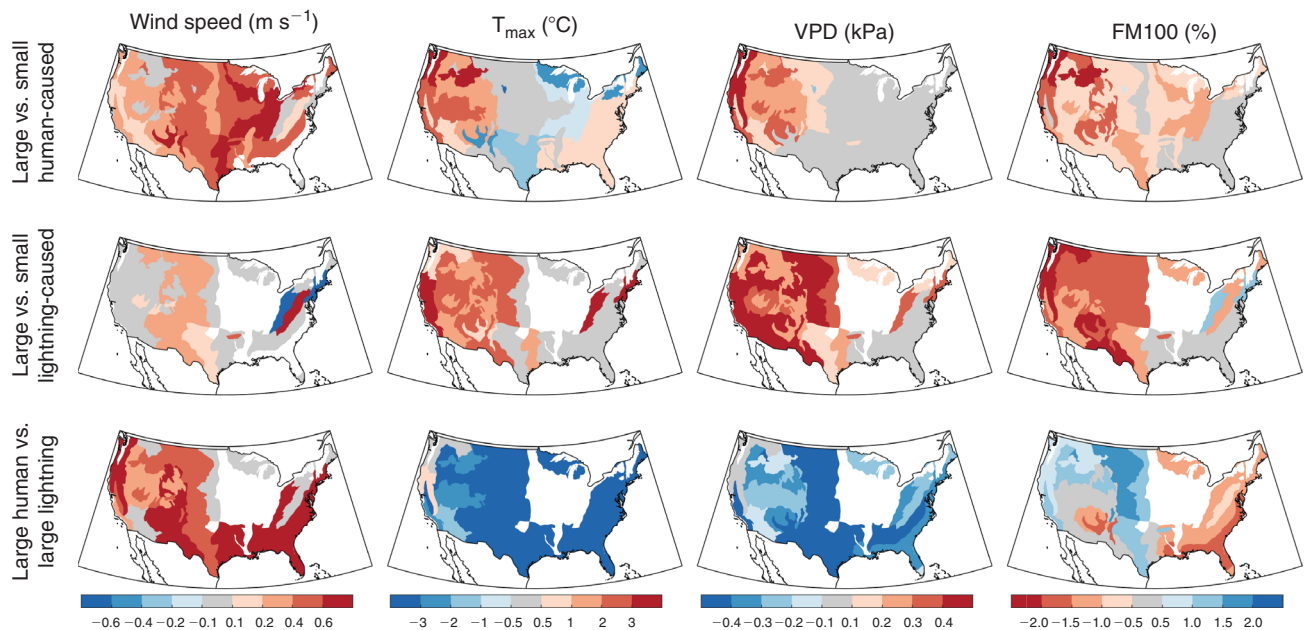 Wind speed (m s−1)
Tmax (°C)
VPD (kPa)
FM100 (%)
Large vs. small
human-caused
Large vs. small
lightning-caused
Large human vs.
large lightning
−0.6 −0.4 −0.2 −0.1 0.1 0.2 0.4 0.6
−3 −2 −1 −0.5 0.5 1 2 3
−0.4 −0.3 −0.2 −0.1 0.1 0.2 0.3 0.4
−2.0 −1.5 −1.0 −0.5 0.5 1.0 1.5 2.0